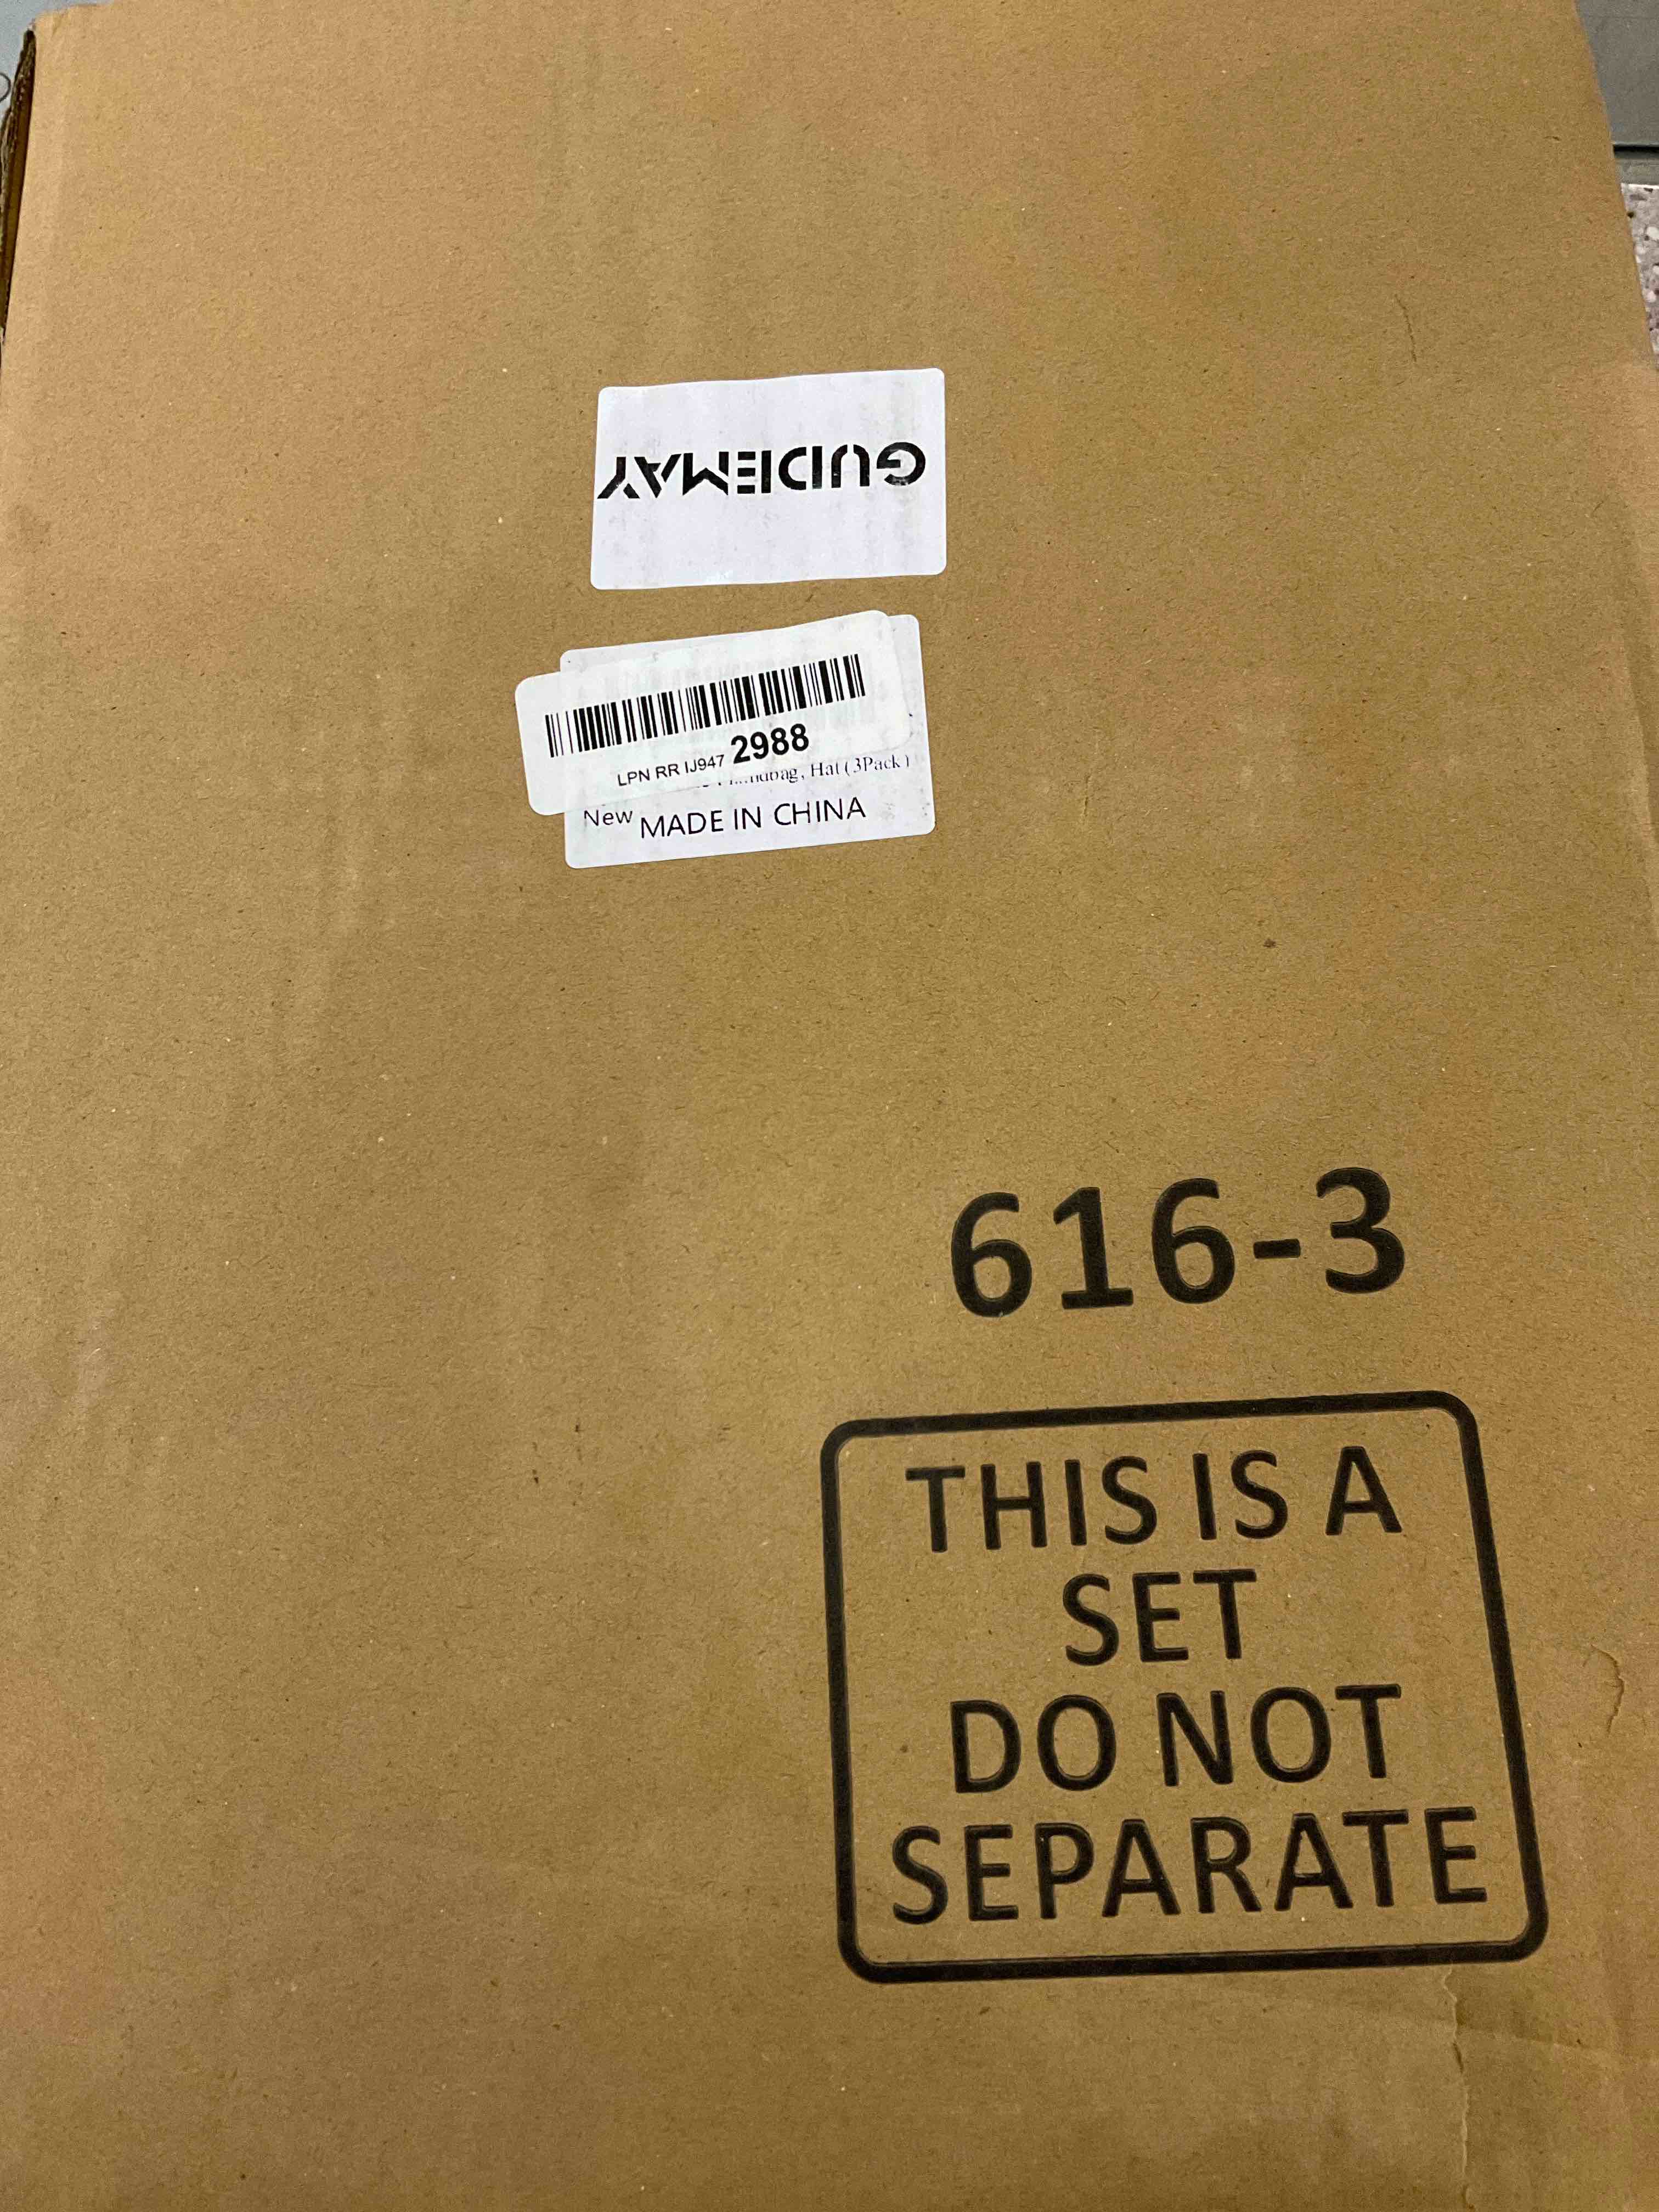 GUDEMAY
LPN RR IJ947 2988
Hat (3Pack)
New
MADE IN CHINA
616-3
THIS IS A
SET
DO NOT
SEPARATE